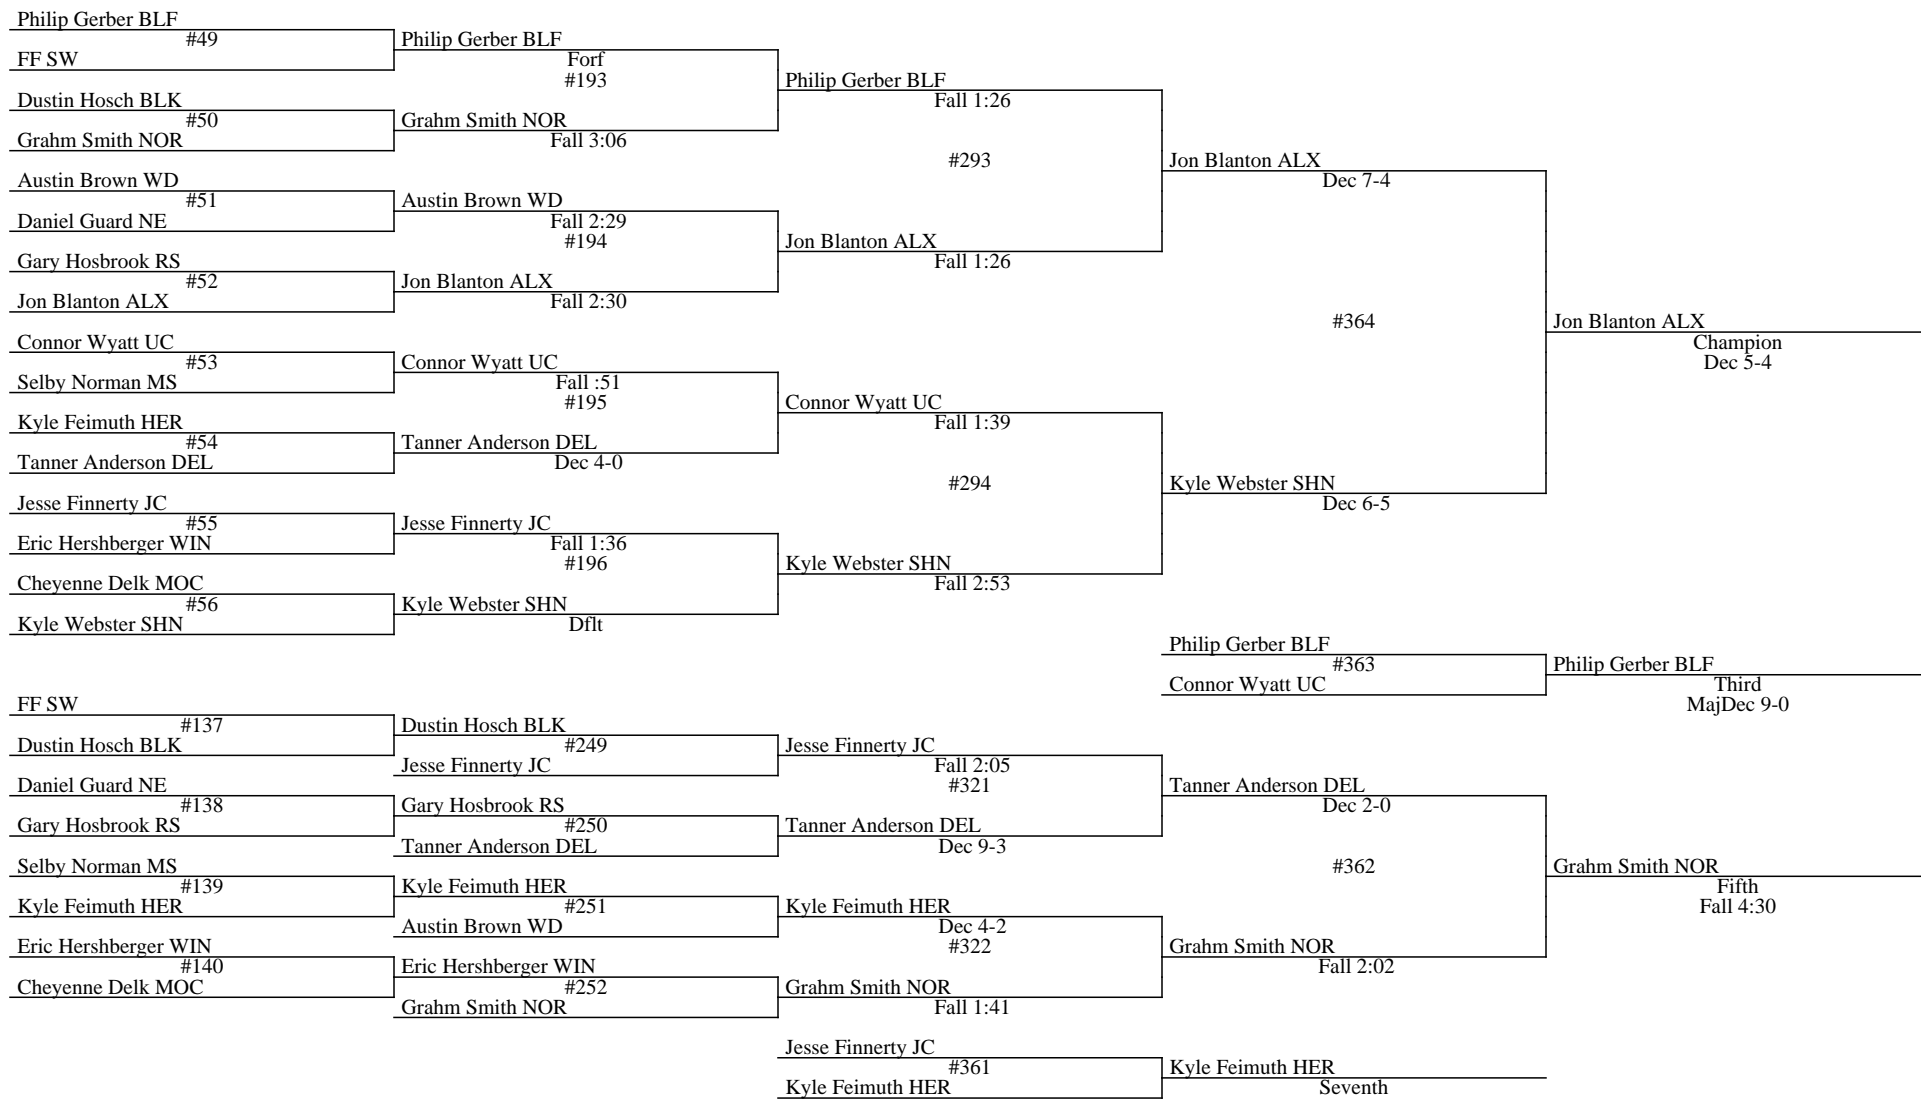 Philip Gerber BLF
#49
FF SW
Philip Gerber BLF
Forf
#193
Dustin Hosch BLK
#50
Grahm Smith NOR
Grahm Smith NOR
Fall 3:06
Philip Gerber BLF
Fall 1:26
#293
Austin Brown WD
#51
Daniel Guard NE
Austin Brown WD
Fall 2:29
#194
Gary Hosbrook RS
#52
Jon Blanton ALX
Jon Blanton ALX
Fall 2:30
Jon Blanton ALX
Fall 1:26
Jon Blanton ALX
Dec 7-4
#364
Connor Wyatt UC
#53
Selby Norman MS
Connor Wyatt UC
Fall :51
#195
Kyle Feimuth HER
#54
Tanner Anderson DEL
Tanner Anderson DEL
Dec 4-0
Connor Wyatt UC
Fall 1:39
#294
Jesse Finnerty JC
#55
Eric Hershberger WIN
Jesse Finnerty JC
Fall 1:36
#196
Cheyenne Delk MOC
#56
Kyle Webster SHN
Kyle Webster SHN
Dflt
Kyle Webster SHN
Fall 2:53
Kyle Webster SHN
Dec 6-5
Jon Blanton ALX
Champion
Dec 5-4
Philip Gerber BLF
#363
Connor Wyatt UC
Philip Gerber BLF
Third
MajDec 9-0
FF SW
#137
Dustin Hosch BLK
Dustin Hosch BLK
#249
Jesse Finnerty JC
Jesse Finnerty JC
Fall 2:05
#321
Daniel Guard NE
#138
Gary Hosbrook RS
Gary Hosbrook RS
#250
Tanner Anderson DEL
Tanner Anderson DEL
Dec 9-3
Tanner Anderson DEL
Dec 2-0
#362
Selby Norman MS
#139
Kyle Feimuth HER
Kyle Feimuth HER
#251
Austin Brown WD
Kyle Feimuth HER
Dec 4-2
#322
Eric Hershberger WIN
#140
Cheyenne Delk MOC
Eric Hershberger WIN
#252
Grahm Smith NOR
Grahm Smith NOR
Fall 1:41
Grahm Smith NOR
Fall 2:02
Grahm Smith NOR
Fifth
Fall 4:30
Jesse Finnerty JC
#361
Kyle Feimuth HER
Kyle Feimuth HER
Seventh